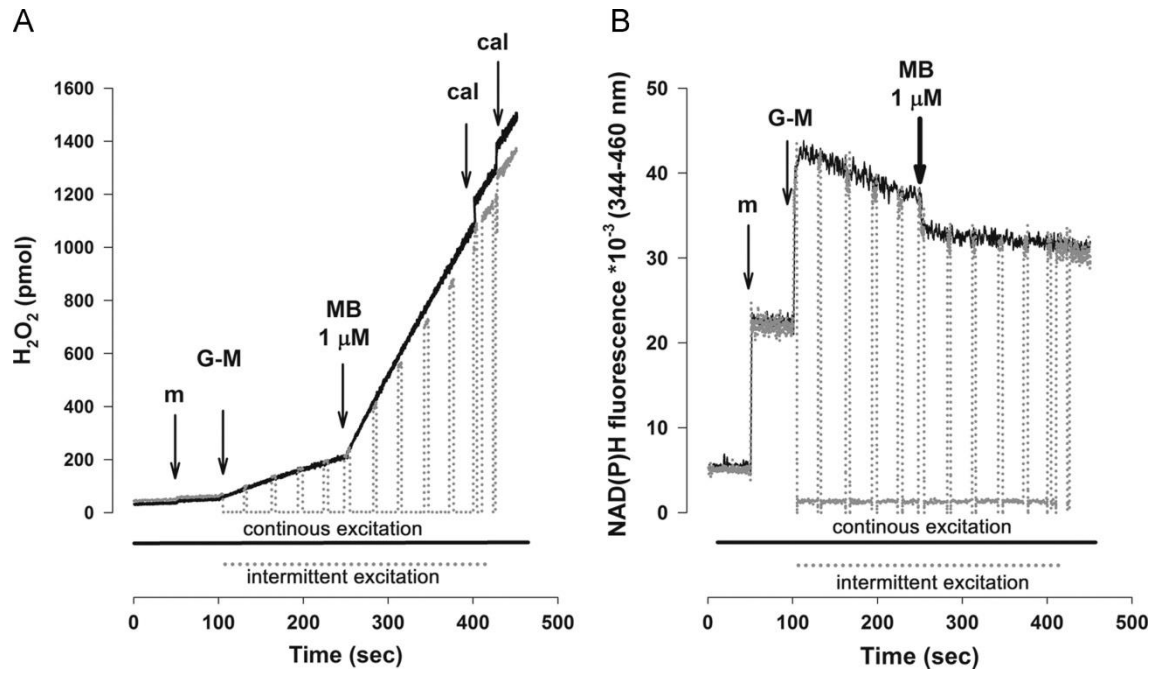 A
H₂O₂ (pmol)
1600
1400
1200
1000
800
600
400
200
0
m
G-M
MB
1 μM
cal
cal
continous excitation
intermittent excitation
0 100 200 300 400 500
Time (sec)
B
NAD(P)H fluorescence *10⁻³ (344-460 nm)
50
40
30
20
10
0
m
G-M
MB
1 μM
continous excitation
intermittent excitation
0 100 200 300 400 500
Time (sec)